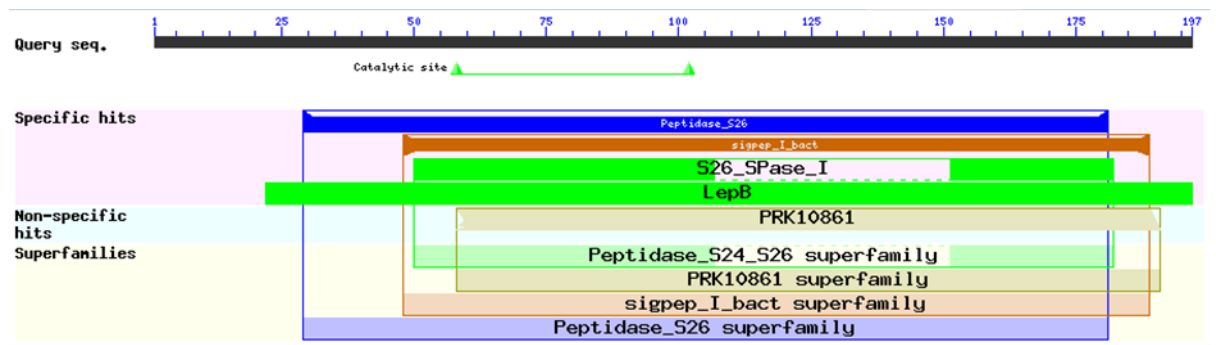 1 25 50 75 100 125 150 175 197
Query seq.
Catalytic site
Specific hits
Peptidase_S26
sigpep_I_bact
S26_SPase_I
LepB
Non-specific
hits
PRK10861
Superfamilies
Peptidase_S24_S26 superfamily
PRK10861 superfamily
sigpep_I_bact superfamily
Peptidase_S26 superfamily